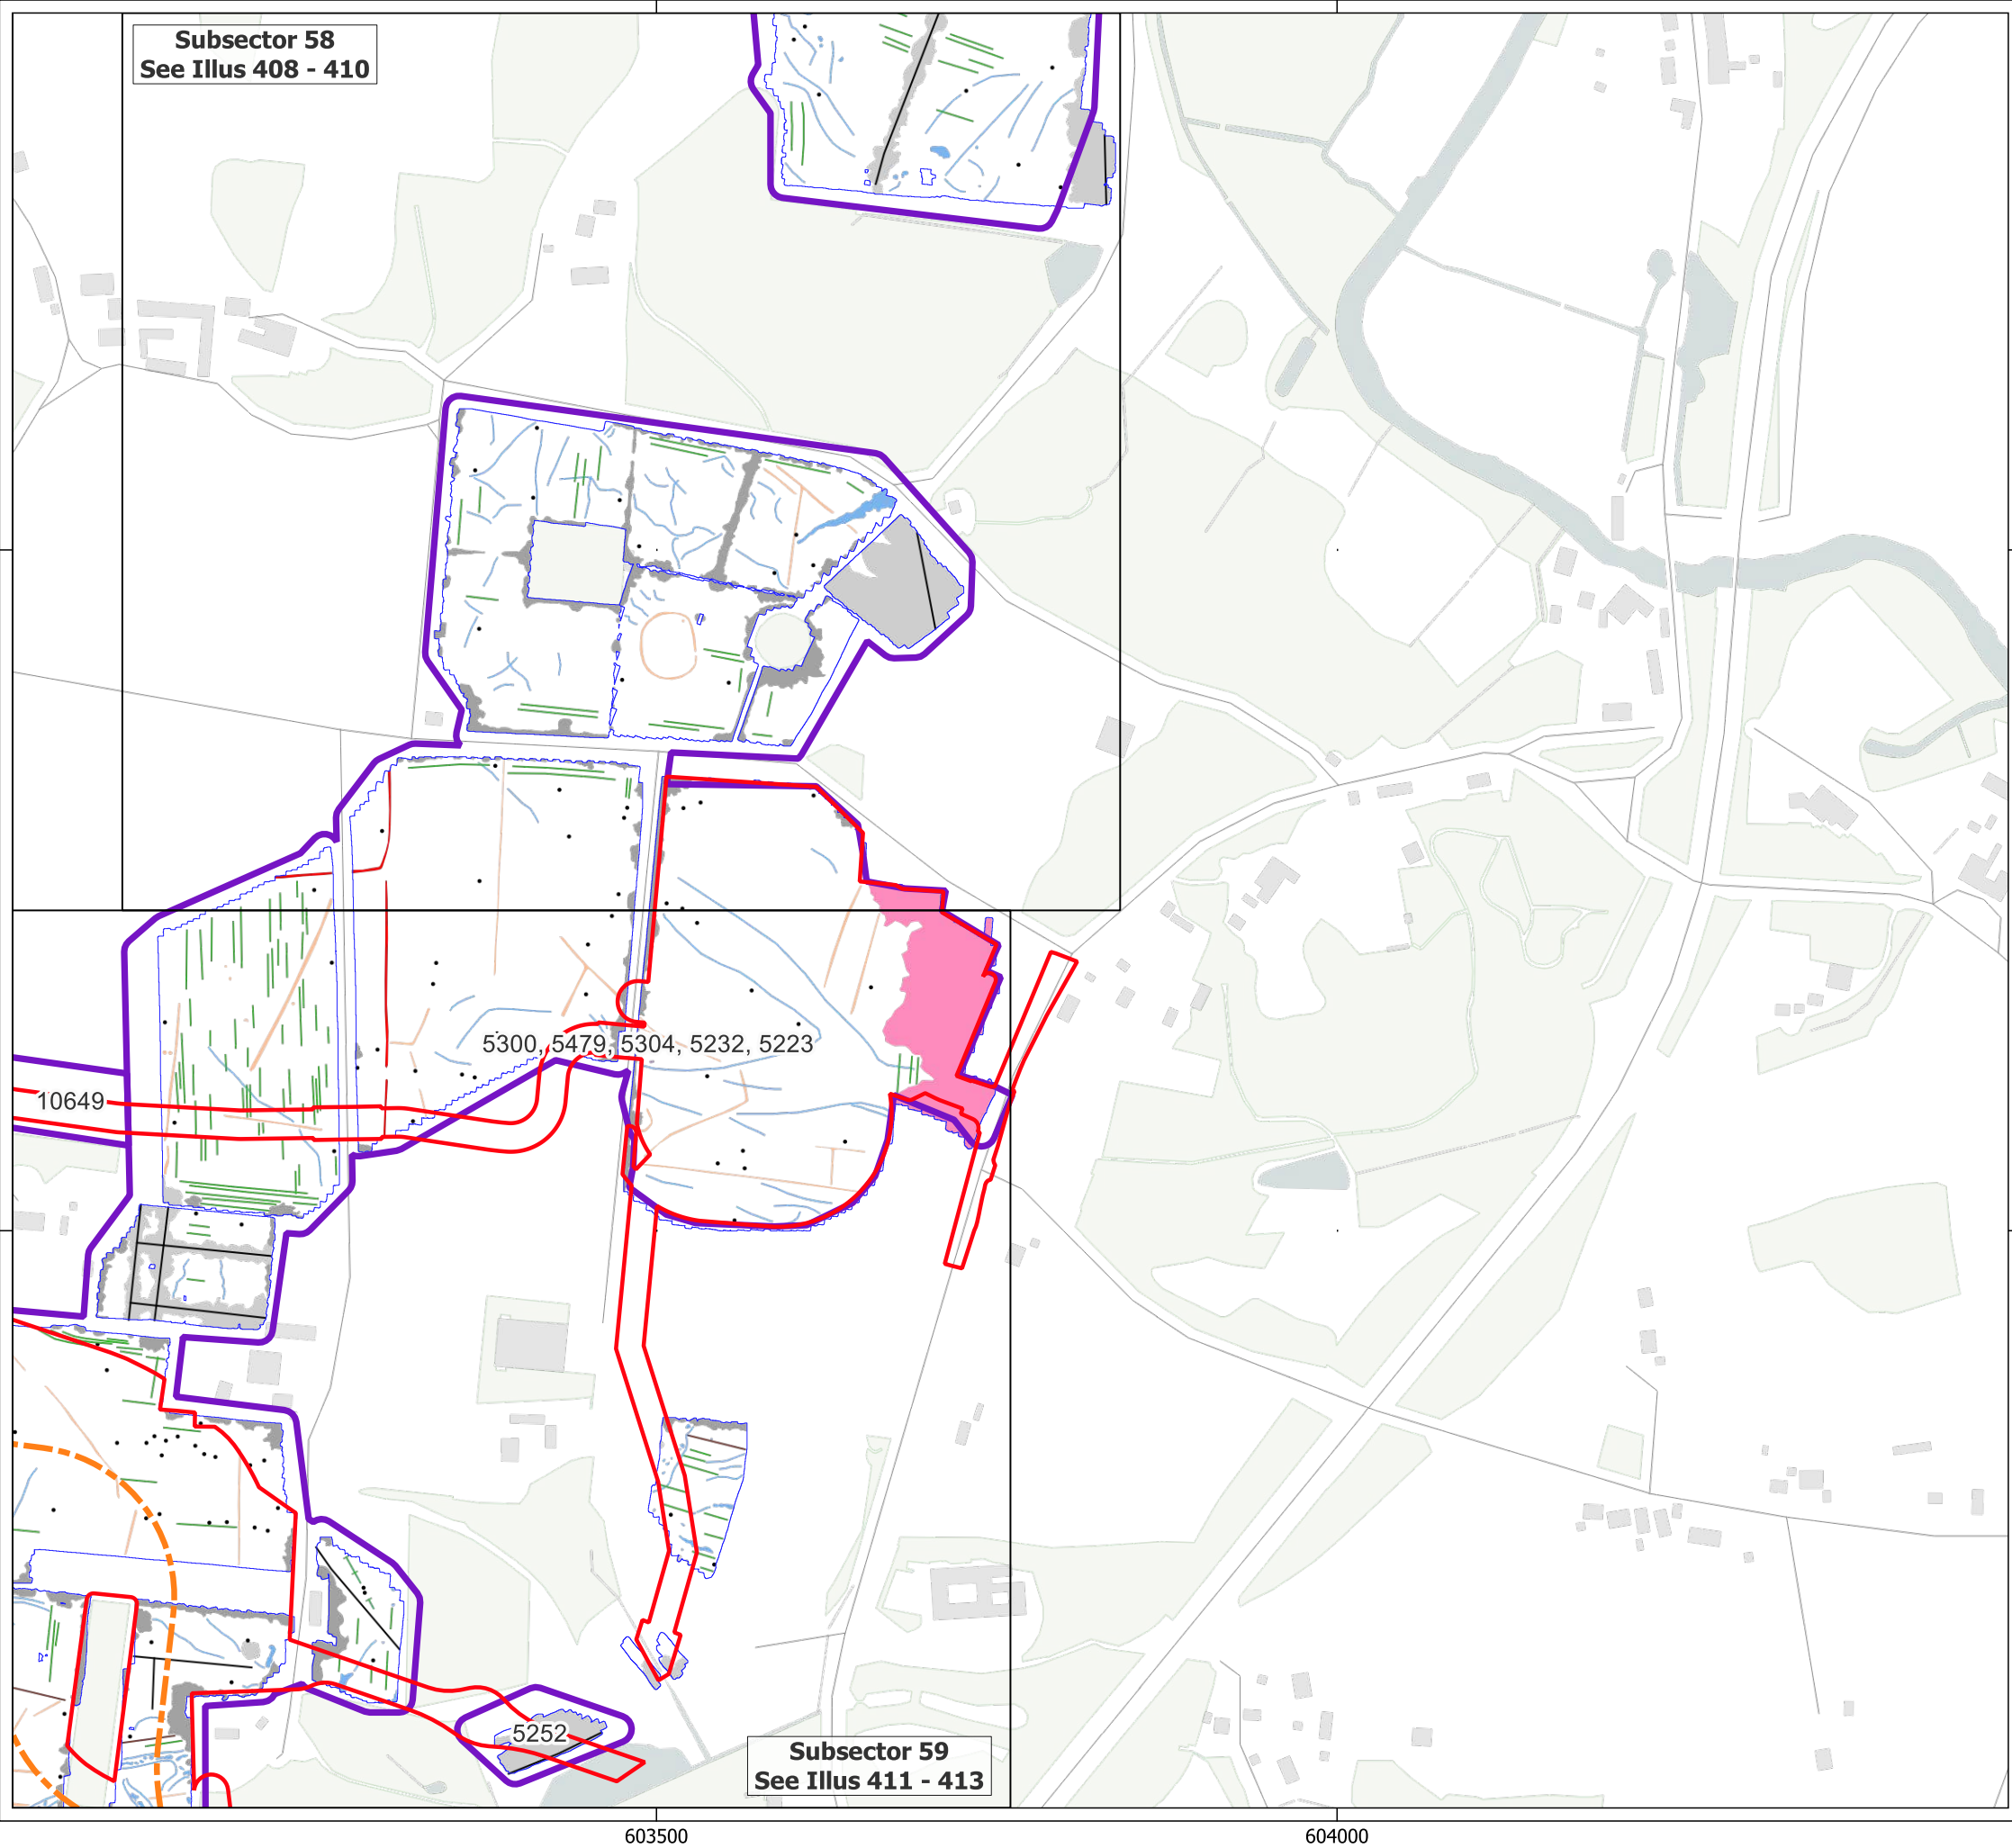 Subsector 58
See Illus 408 - 410
5300, 5479, 5304, 5232, 5223
10649
5252
Subsector 59
See Illus 411 - 413
603500
604000